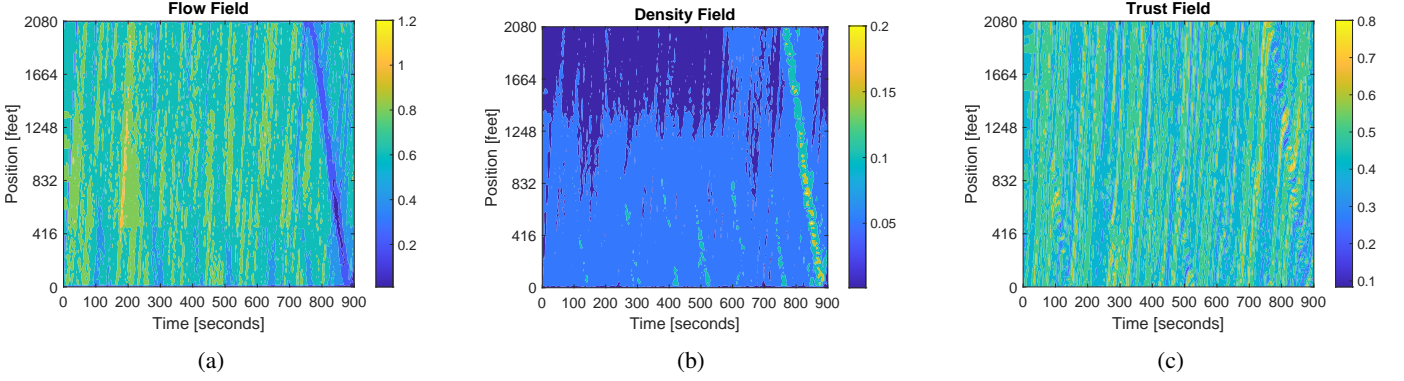 Flow Field
Position [feet]
2080
1664
1248
832
416
0
0 100 200 300 400 500 600 700 800 900
Time [seconds]
1.2
1
0.8
0.6
0.4
0.2
(a)
Density Field
Position [feet]
2080
1664
1248
832
416
0
0 100 200 300 400 500 600 700 800 900
Time [seconds]
0.2
0.15
0.1
0.05
(b)
Trust Field
Position [feet]
2080
1664
1248
832
416
0
0 100 200 300 400 500 600 700 800 900
Time [seconds]
0.8
0.7
0.6
0.5
0.4
0.3
0.2
0.1
(c)